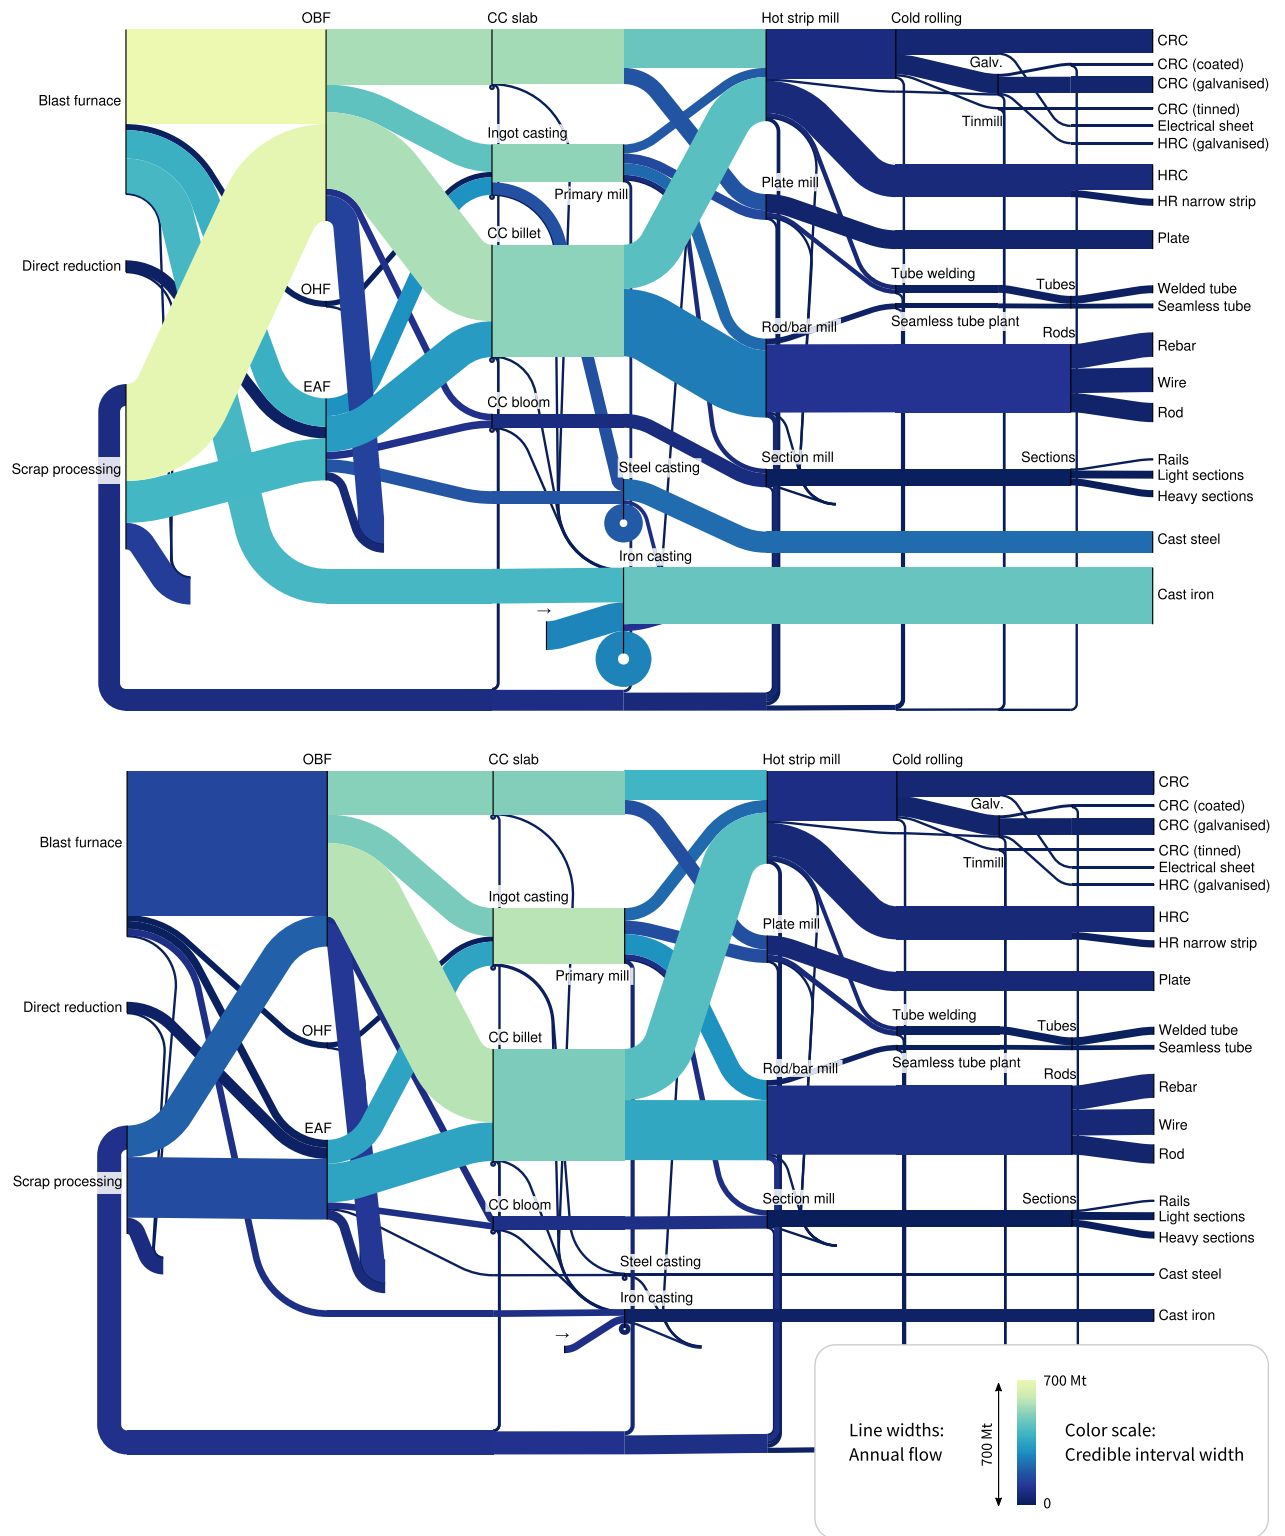 OBF
CC slab
Hot strip mill
Cold rolling
CRC
Galv.
CRC (coated)
CRC (galvanised)
Blast furnace
CRC (tinned)
Tinmill
Electrical sheet
Ingot casting
HRC (galvanised)
HRC
Plate mill
Primary mill
HR narrow strip
CC billet
Plate
Direct reduction
Tube welding
OHF
Tubes
Welded tube
Seamless tube
Rod/bar mill
Seamless tube plant
Rods
Rebar
EAF
Wire
CC bloom
Rod
Section mill
Sections
Rails
Scrap processing
Steel casting
Light sections
Heavy sections
Cast steel
Iron casting
Cast iron
→
OBF
CC slab
Hot strip mill
Cold rolling
CRC
Galv.
CRC (coated)
CRC (galvanised)
Blast furnace
CRC (tinned)
Tinmill
Electrical sheet
HRC (galvanised)
Ingot casting
HRC
Plate mill
HR narrow strip
Primary mill
Plate
Direct reduction
Tube welding
OHF
Tubes
Welded tube
CC billet
Seamless tube
Rod/bar mill
Seamless tube plant
Rods
Rebar
EAF
Wire
Rod
Scrap processing
CC bloom
Section mill
Sections
Rails
Light sections
Heavy sections
Steel casting
Cast steel
Iron casting
Cast iron
→
700 Mt
Line widths:
Annual flow
700 Mt
Color scale:
Credible interval width
0